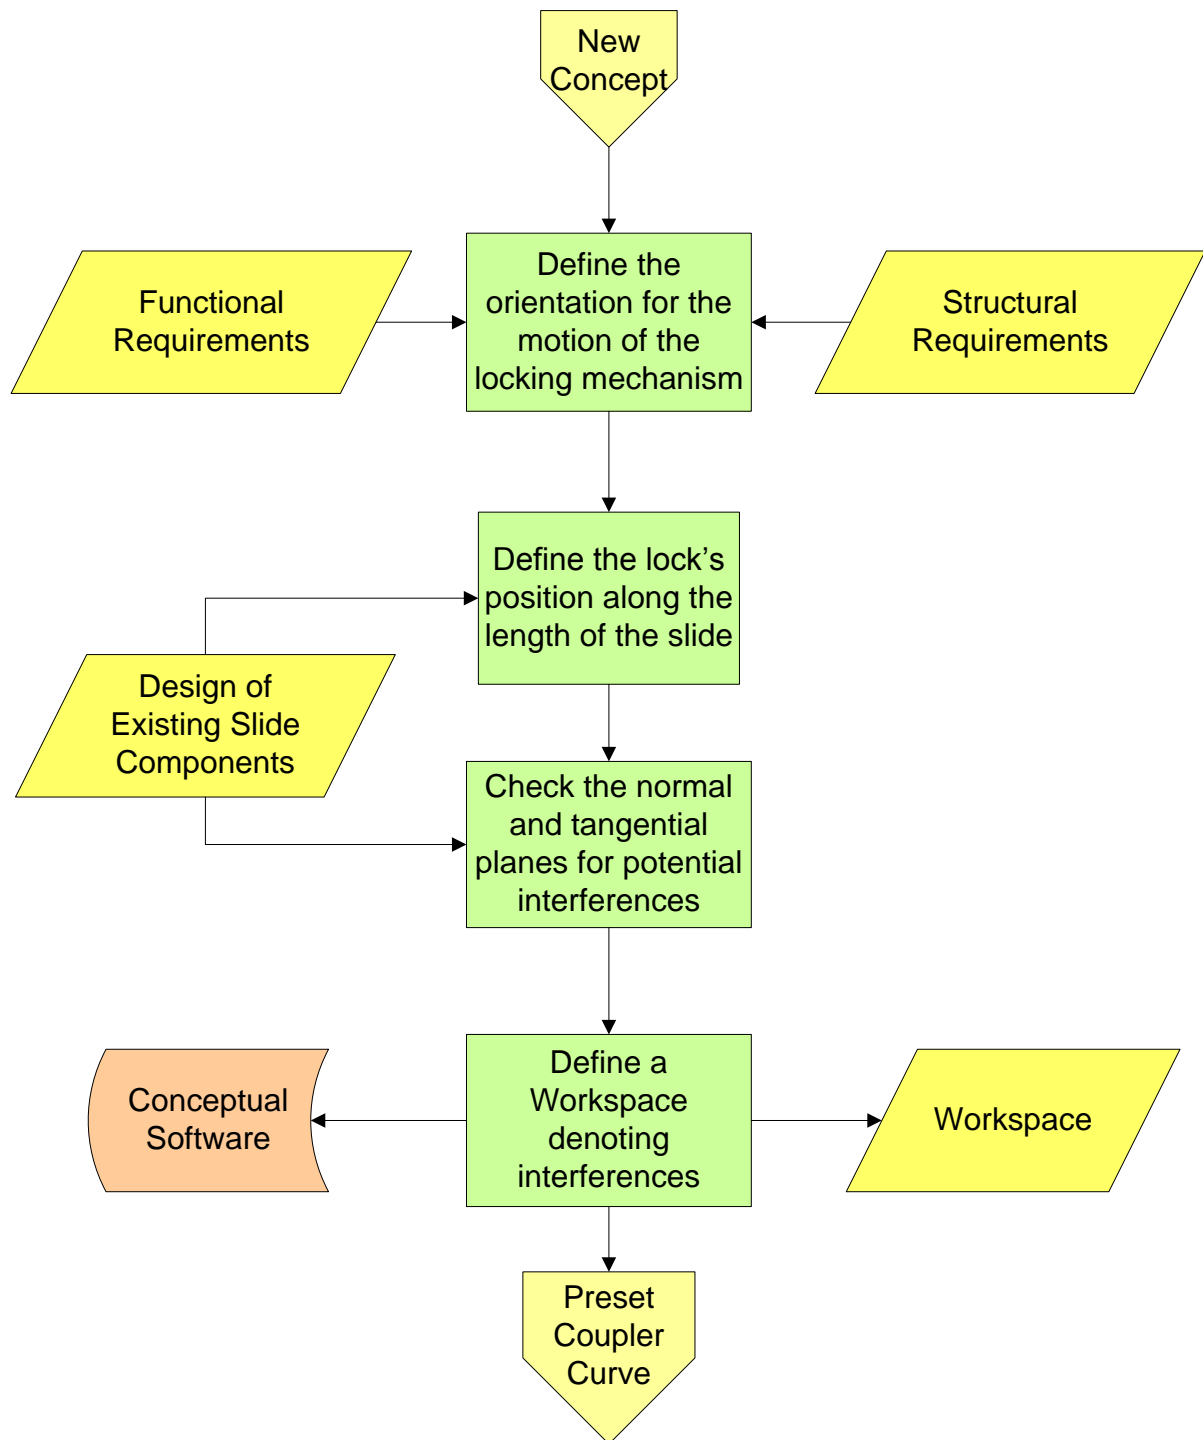 New
Concept
Functional
Requirements
Define the
orientation for the
motion of the
locking mechanism
Structural
Requirements
Define the lock’s
position along the
length of the slide
Design of
Existing Slide
Components
Check the normal
and tangential
planes for potential
interferences
Conceptual
Software
Define a
Workspace
denoting
interferences
Workspace
Preset
Coupler
Curve